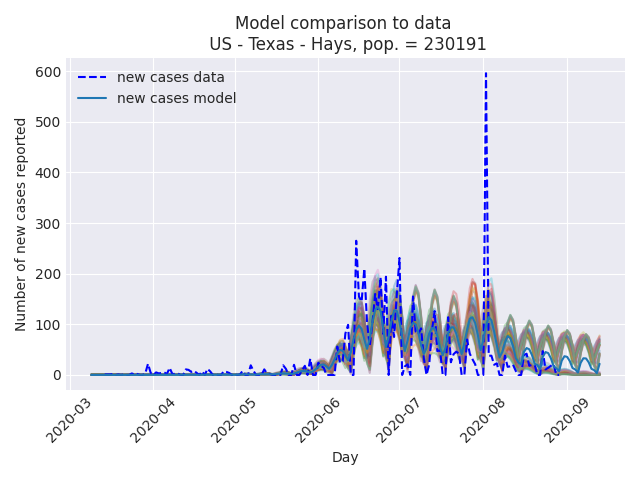 Model comparison to data
US - Texas - Hays, pop. = 230191
new cases data
new cases model
Number of new cases reported
600
500
400
300
200
100
0
2020-03
2020-04
2020-05
2020-06
2020-07
2020-08
2020-09
Day